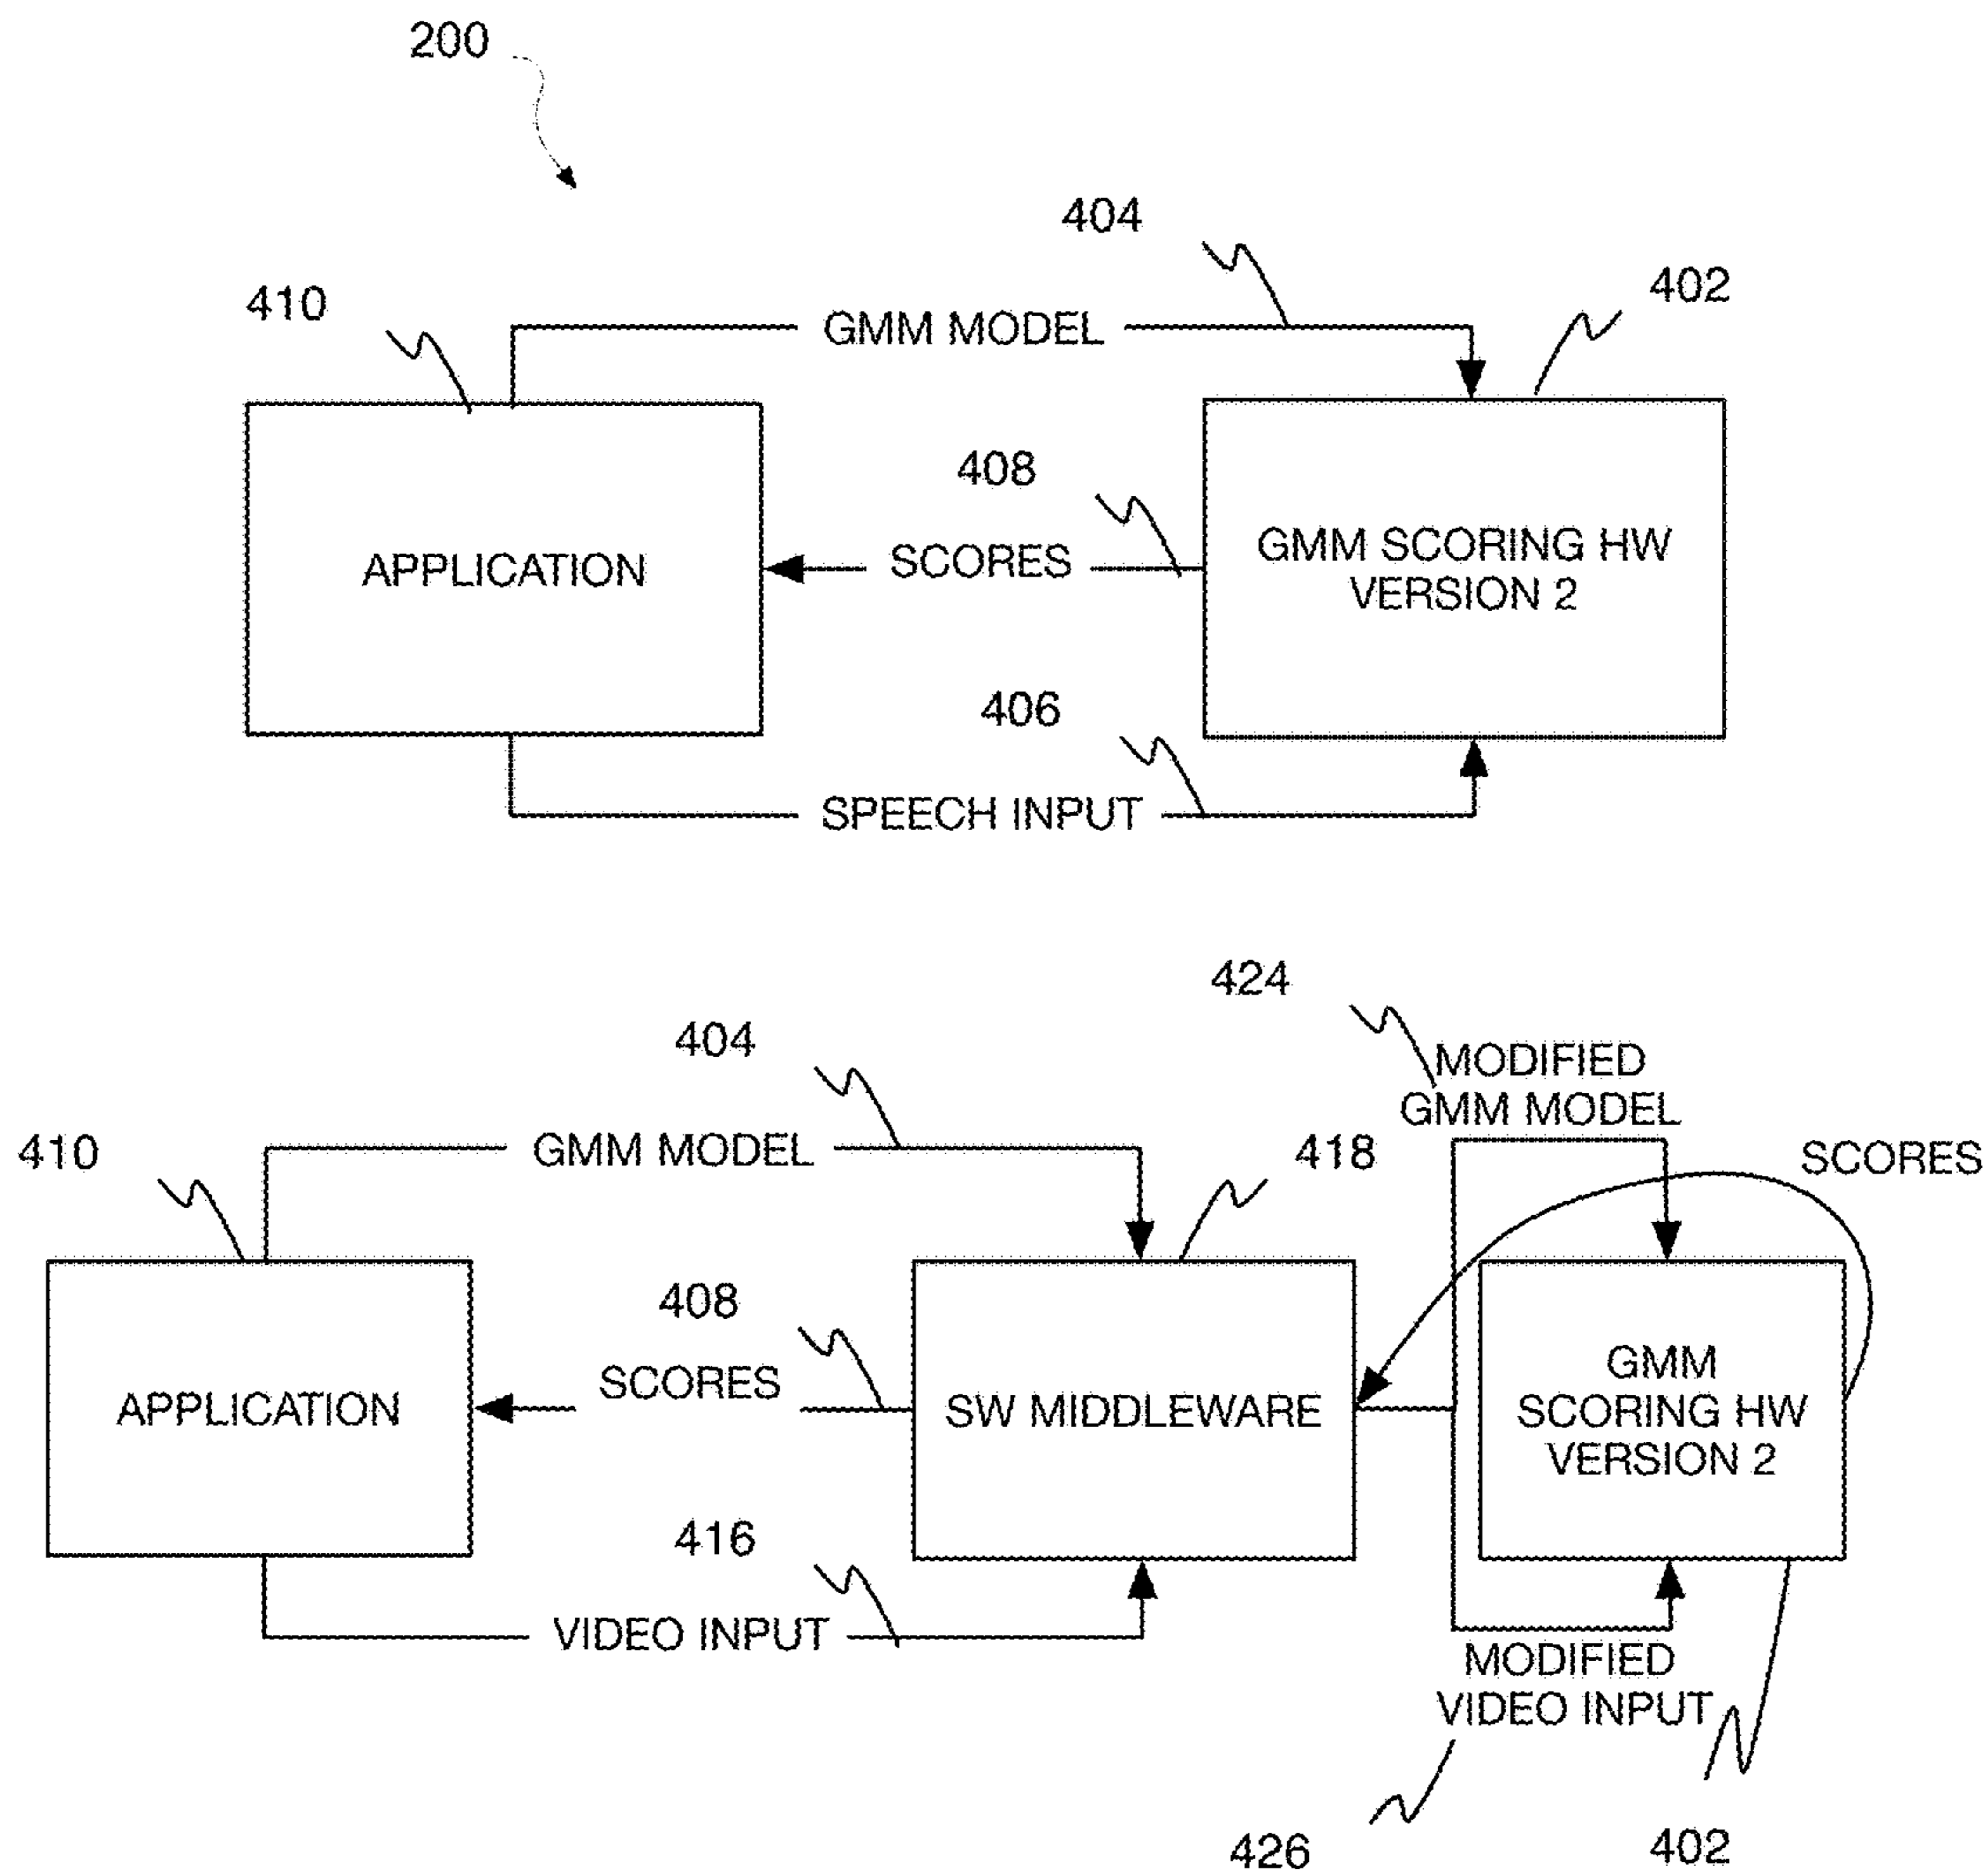 200
404
402
410
GMM MODEL
408
APPLICATION
SCORES
GMM SCORING HW
VERSION 2
406
SPEECH INPUT
424
404
MODIFIED
GMM MODEL
410
GMM MODEL
418
SCORES
408
SCORES
APPLICATION
SW MIDDLEWARE
GMM
SCORING HW
VERSION 2
416
VIDEO INPUT
MODIFIED
VIDEO INPUT
426
402